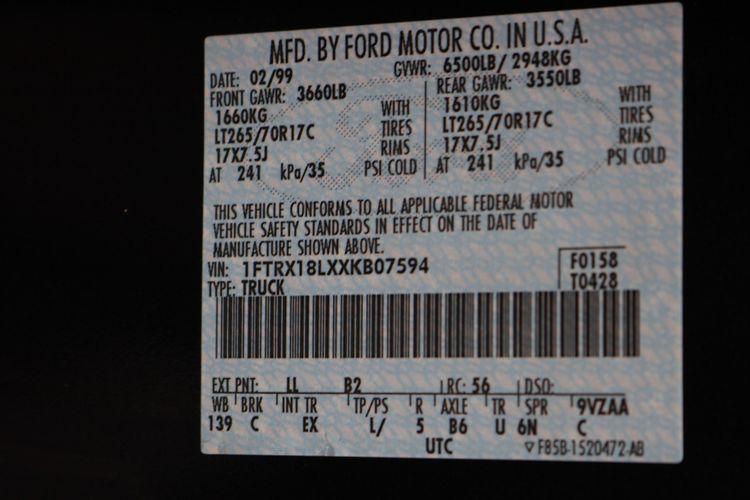 MFD. BY FORD MOTOR CO. IN U.S.A.
DATE: 02/99 GVWR: 6500LB/ 2948KG
FRONT GAWR: 3660LB REAR GAWR: 3550LB
1660KG WITH 1610KG WITH
LT265/70R17C TIRES LT265/70R17C TIRES
17X7.5J RIMS 17X7.5J RIMS
AT 241 kPa/35 PSI COLD AT 241 kPa/35 PSI COLD
THIS VEHICLE CONFORMS TO ALL APPLICABLE FEDERAL MOTOR
VEHICLE SAFETY STANDARDS IN EFFECT ON THE DATE OF
MANUFACTURE SHOWN ABOVE.
VIN: 1FTRX18LXXKB07594 F0158
TYPE: TRUCK T0428
EXT PNT: LL B2 RC: 56 DSO:
WB BRK INT TR TP/PS R AXLE TR SPR 9VZAA
139 C EX L/ 5 B6 U 6N C
UTC ▽ F85B-1520472-AB